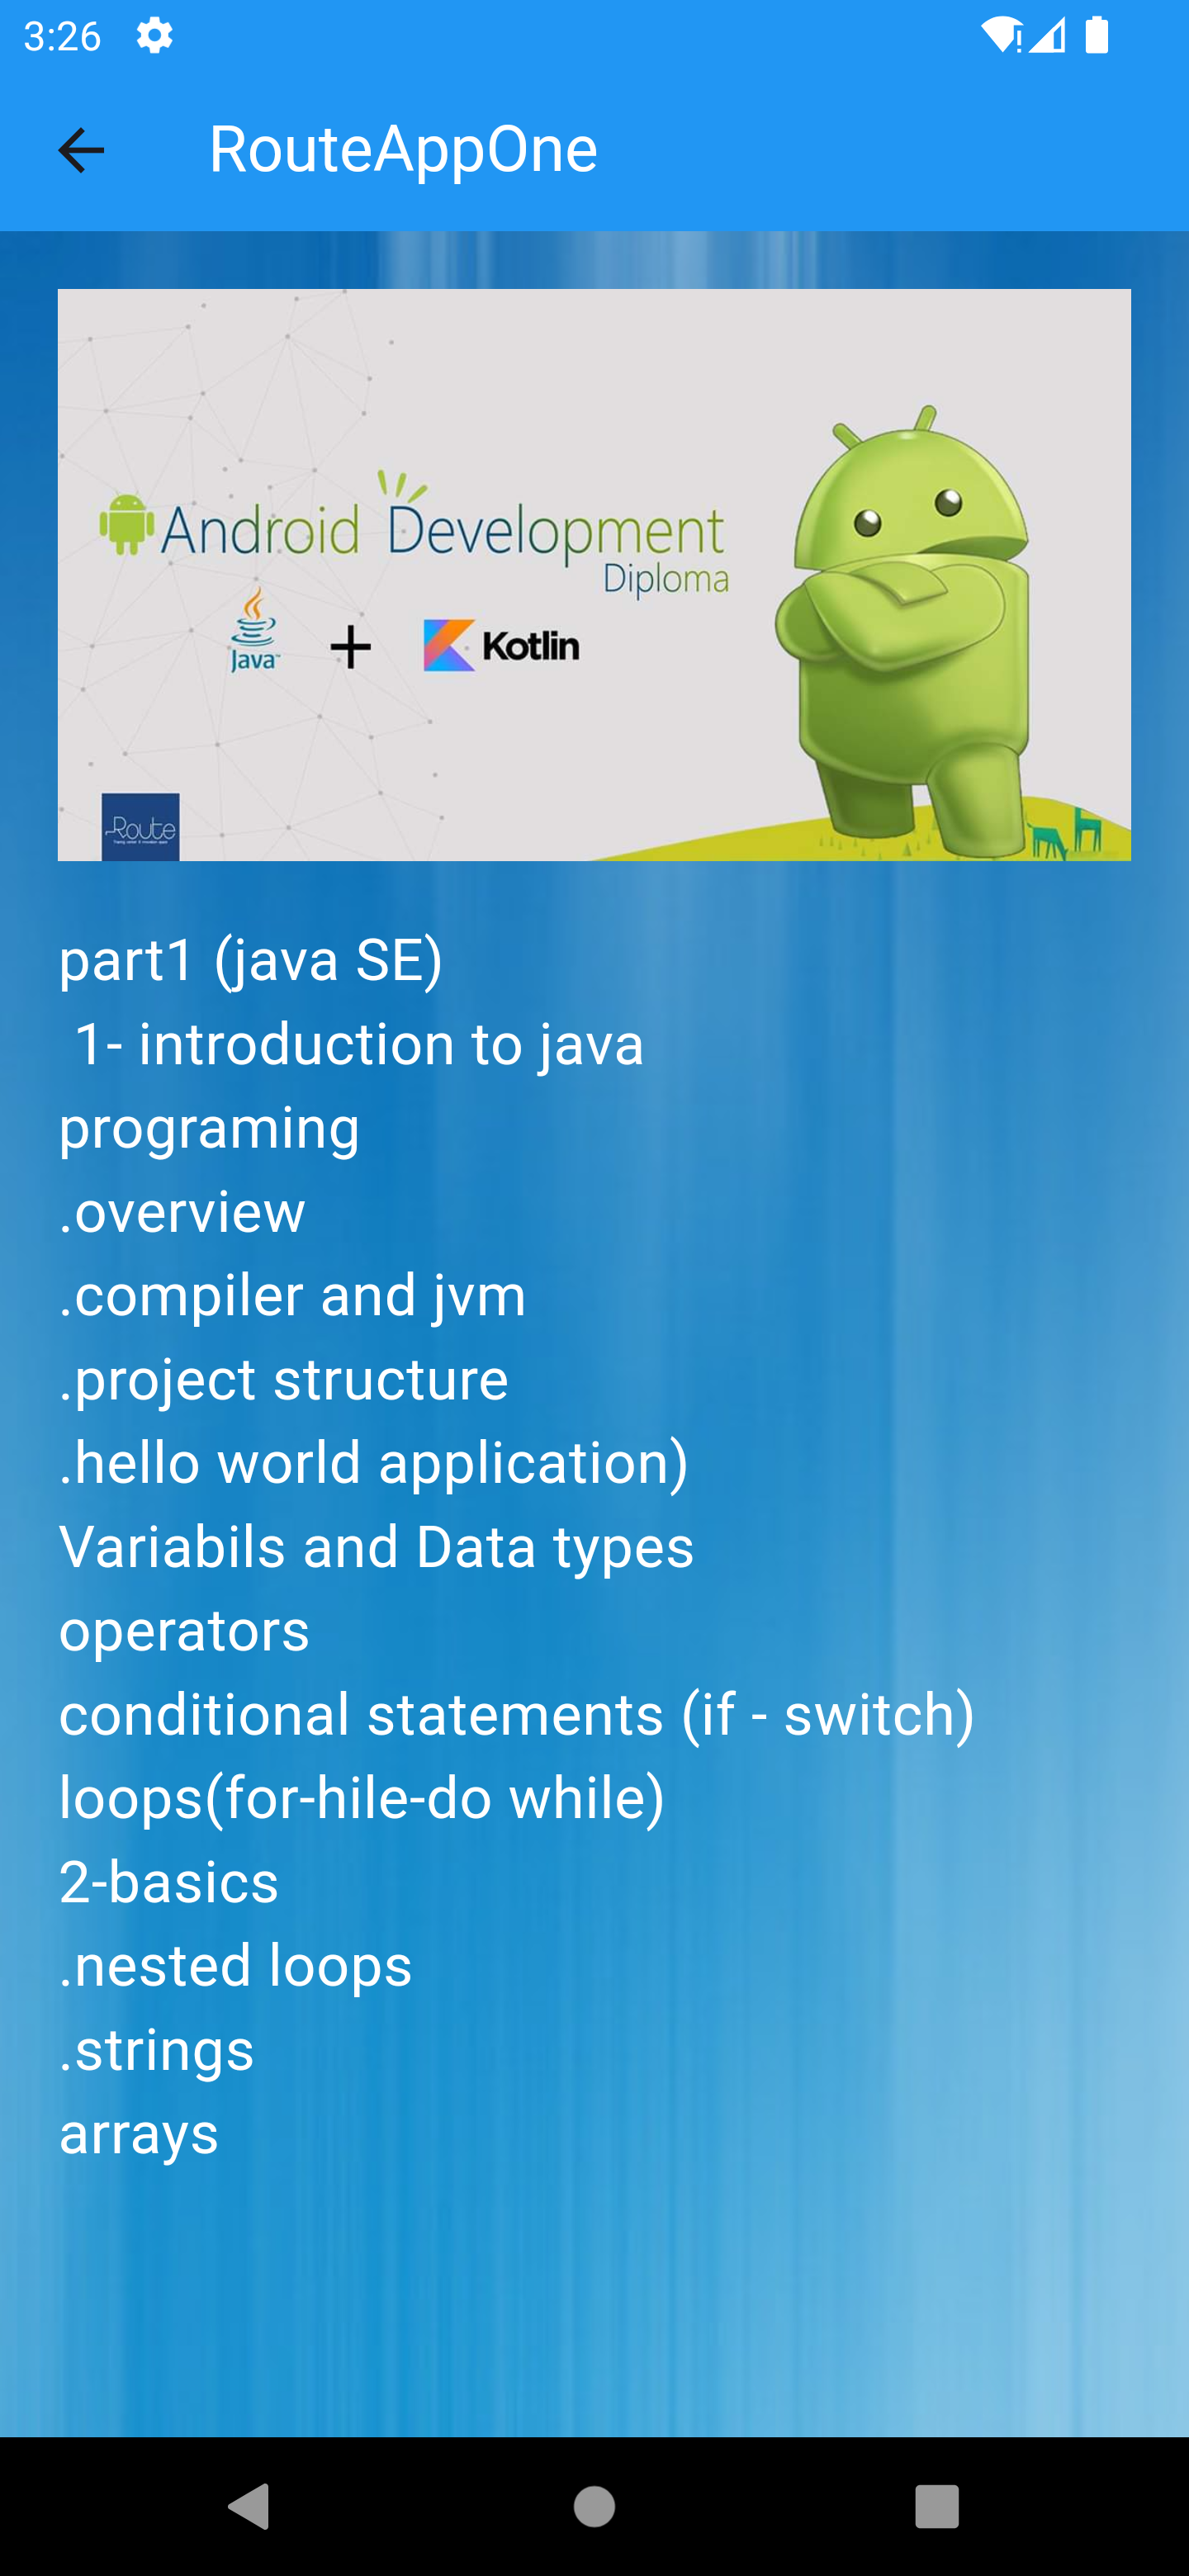 3:26
RouteAppOne
Android Development
Diploma
Java™ + Kotlin
Route
part1 (java SE)
1- introduction to java
programing
.overview
.compiler and jvm
.project structure
.hello world application)
Variabils and Data types
operators
conditional statements (if - switch)
loops(for-hile-do while)
2-basics
.nested loops
.strings
arrays